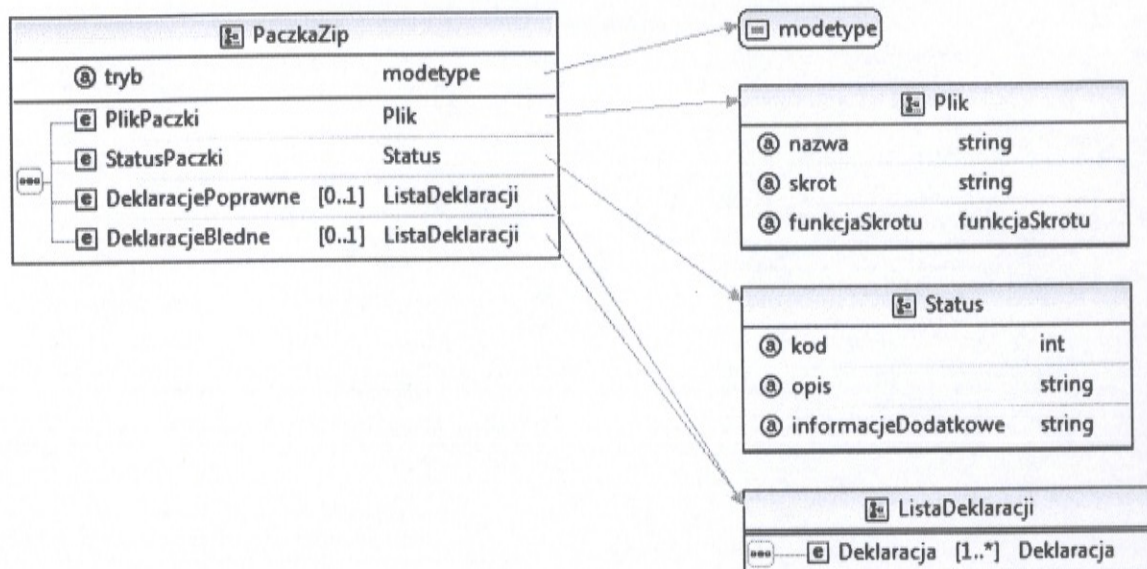 PaczkaZip
tryb modetype
PlikPaczki Plik
StatusPaczki Status
DeklaracjePoprawne [0..1] ListaDeklaracji
DeklaracjeBledne [0..1] ListaDeklaracji
modetype
Plik
nazwa string
skrot string
funkcjaSkrotu funkcjaSkrotu
Status
kod int
opis string
informacjeDodatkowe string
ListaDeklaracji
Deklaracja [1..*] Deklaracja